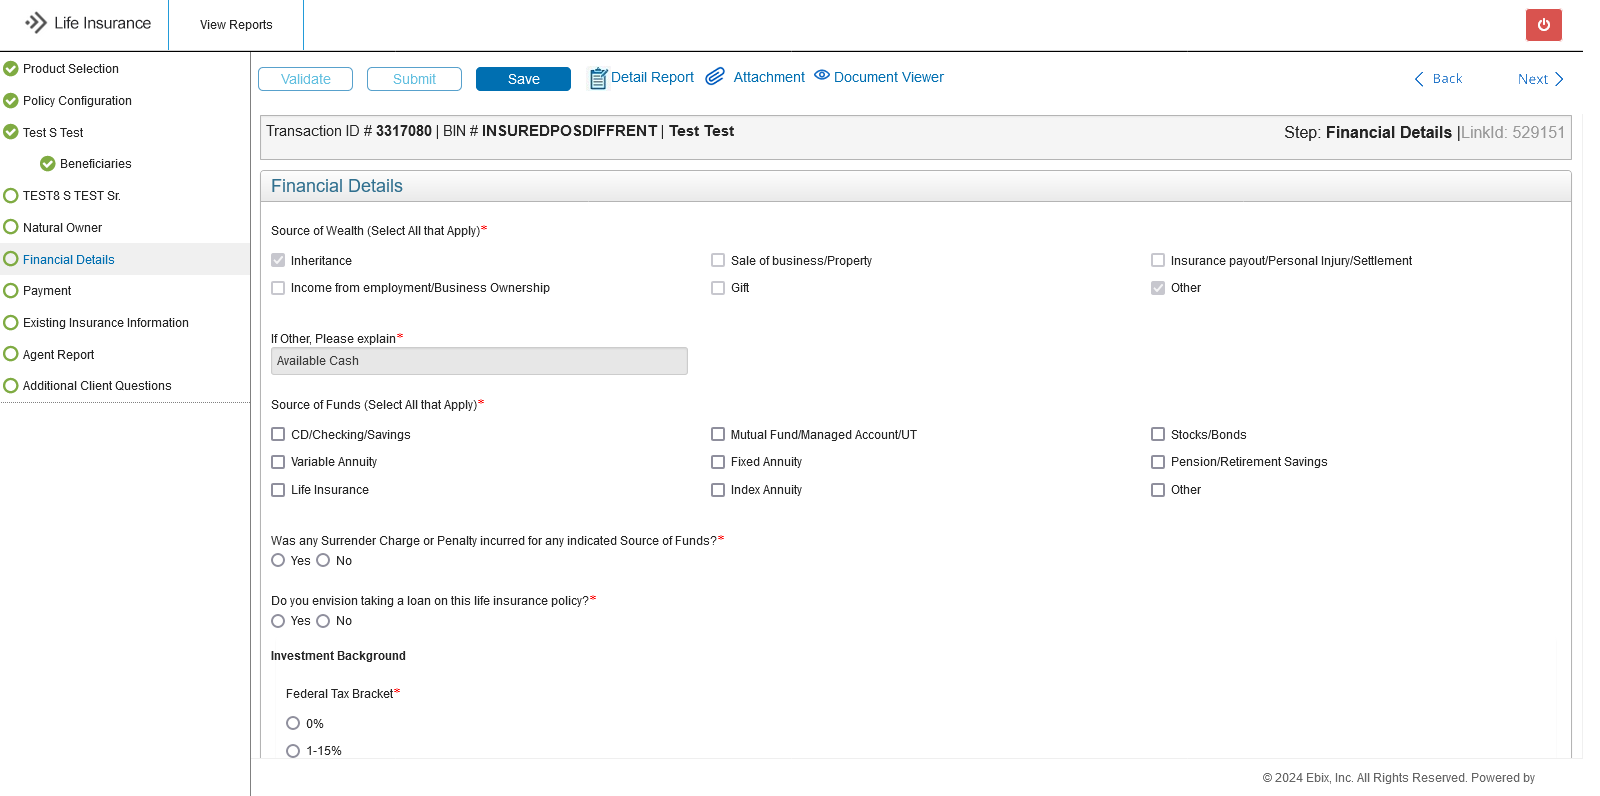 Life Insurance
View Reports
Product Selection
Policy Configuration
Test S Test
Beneficiaries
TEST8 S TEST Sr.
Natural Owner
Financial Details
Payment
Existing Insurance Information
Agent Report
Additional Client Questions
Validate
Submit
Save
Detail Report
Attachment
Document Viewer
Back
Next
Transaction ID # 3317080 | BIN # INSUREDPOSDIFFRENT | Test Test
Step: Financial Details |LinkId: 529151
Financial Details
Source of Wealth (Select All that Apply)*
Inheritance
Sale of business/Property
Insurance payout/Personal Injury/Settlement
Income from employment/Business Ownership
Gift
Other
If Other, Please explain*
Available Cash
Source of Funds (Select All that Apply)*
CD/Checking/Savings
Mutual Fund/Managed Account/UT
Stocks/Bonds
Variable Annuity
Fixed Annuity
Pension/Retirement Savings
Life Insurance
Index Annuity
Other
Was any Surrender Charge or Penalty incurred for any indicated Source of Funds?*
Yes
No
Do you envision taking a loan on this life insurance policy?*
Yes
No
Investment Background
Federal Tax Bracket*
0%
1-15%
© 2024 Ebix, Inc. All Rights Reserved. Powered by